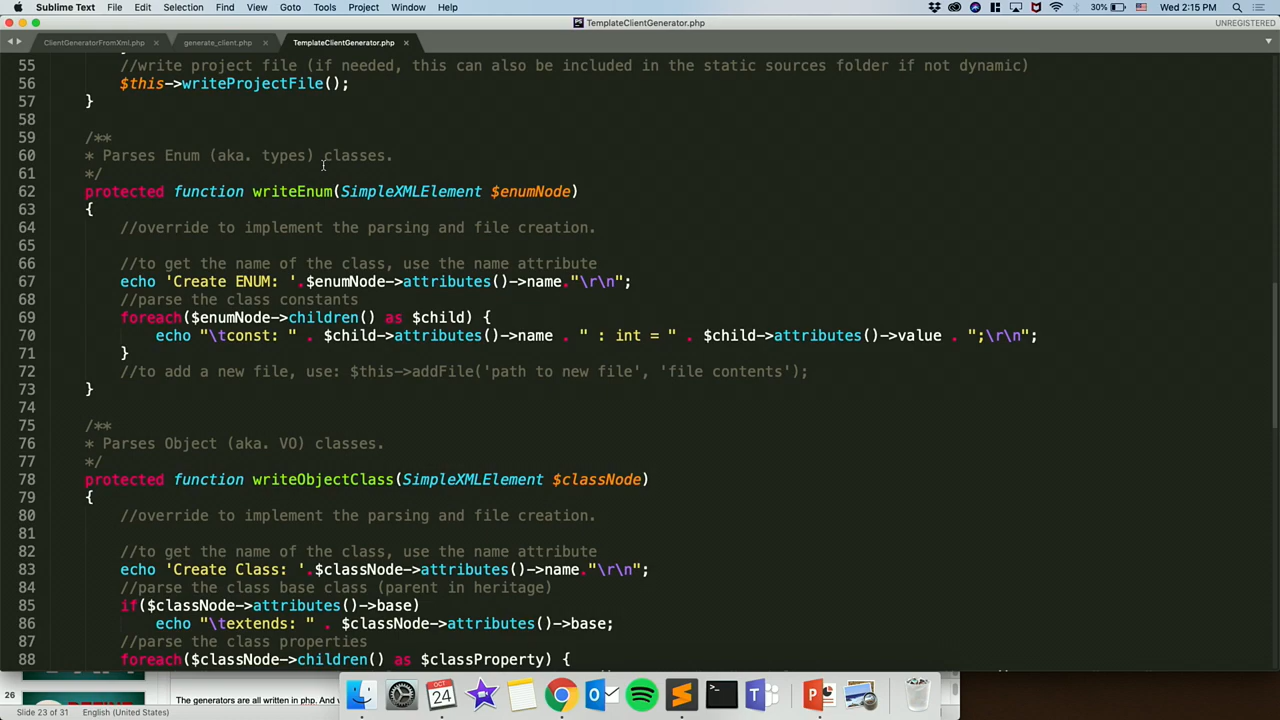 Sublime Text File Edit Selection Find View Goto Tools Project Window Help 30% Wed 2:15 PM
TemplateClientGenerator.php UNREGISTERED
ClientGeneratorFromXml.php generate_client.php TemplateClientGenerator.php
55 //write project file (if needed, this can also be included in the static sources folder if not dynamic)
56 $this->writeProjectFile();
57 }
58
59 /**
60 * Parses Enum (aka. types) classes.
61 */
62 protected function writeEnum(SimpleXMLElement $enumNode)
63 {
64 //override to implement the parsing and file creation.
65
66 //to get the name of the class, use the name attribute
67 echo 'Create ENUM: '.$enumNode->attributes()->name."\r\n";
68 //parse the class constants
69 foreach($enumNode->children() as $child) {
70 echo "\tconst: " . $child->attributes()->name . " : int = " . $child->attributes()->value . ";\r\n";
71 }
72 //to add a new file, use: $this->addFile('path to new file', 'file contents');
73 }
74
75 /**
76 * Parses Object (aka. VO) classes.
77 */
78 protected function writeObjectClass(SimpleXMLElement $classNode)
79 {
80 //override to implement the parsing and file creation.
81
82 //to get the name of the class, use the name attribute
83 echo 'Create Class: '.$classNode->attributes()->name."\r\n";
84 //parse the class base class (parent in heritage)
85 if($classNode->attributes()->base)
86 echo "\textends: " . $classNode->attributes()->base;
87 //parse the class properties
88 foreach($classNode->children() as $classProperty) {
26 The generators are all written in php. And
OCT
24
Slide 23 of 31 English (United States)